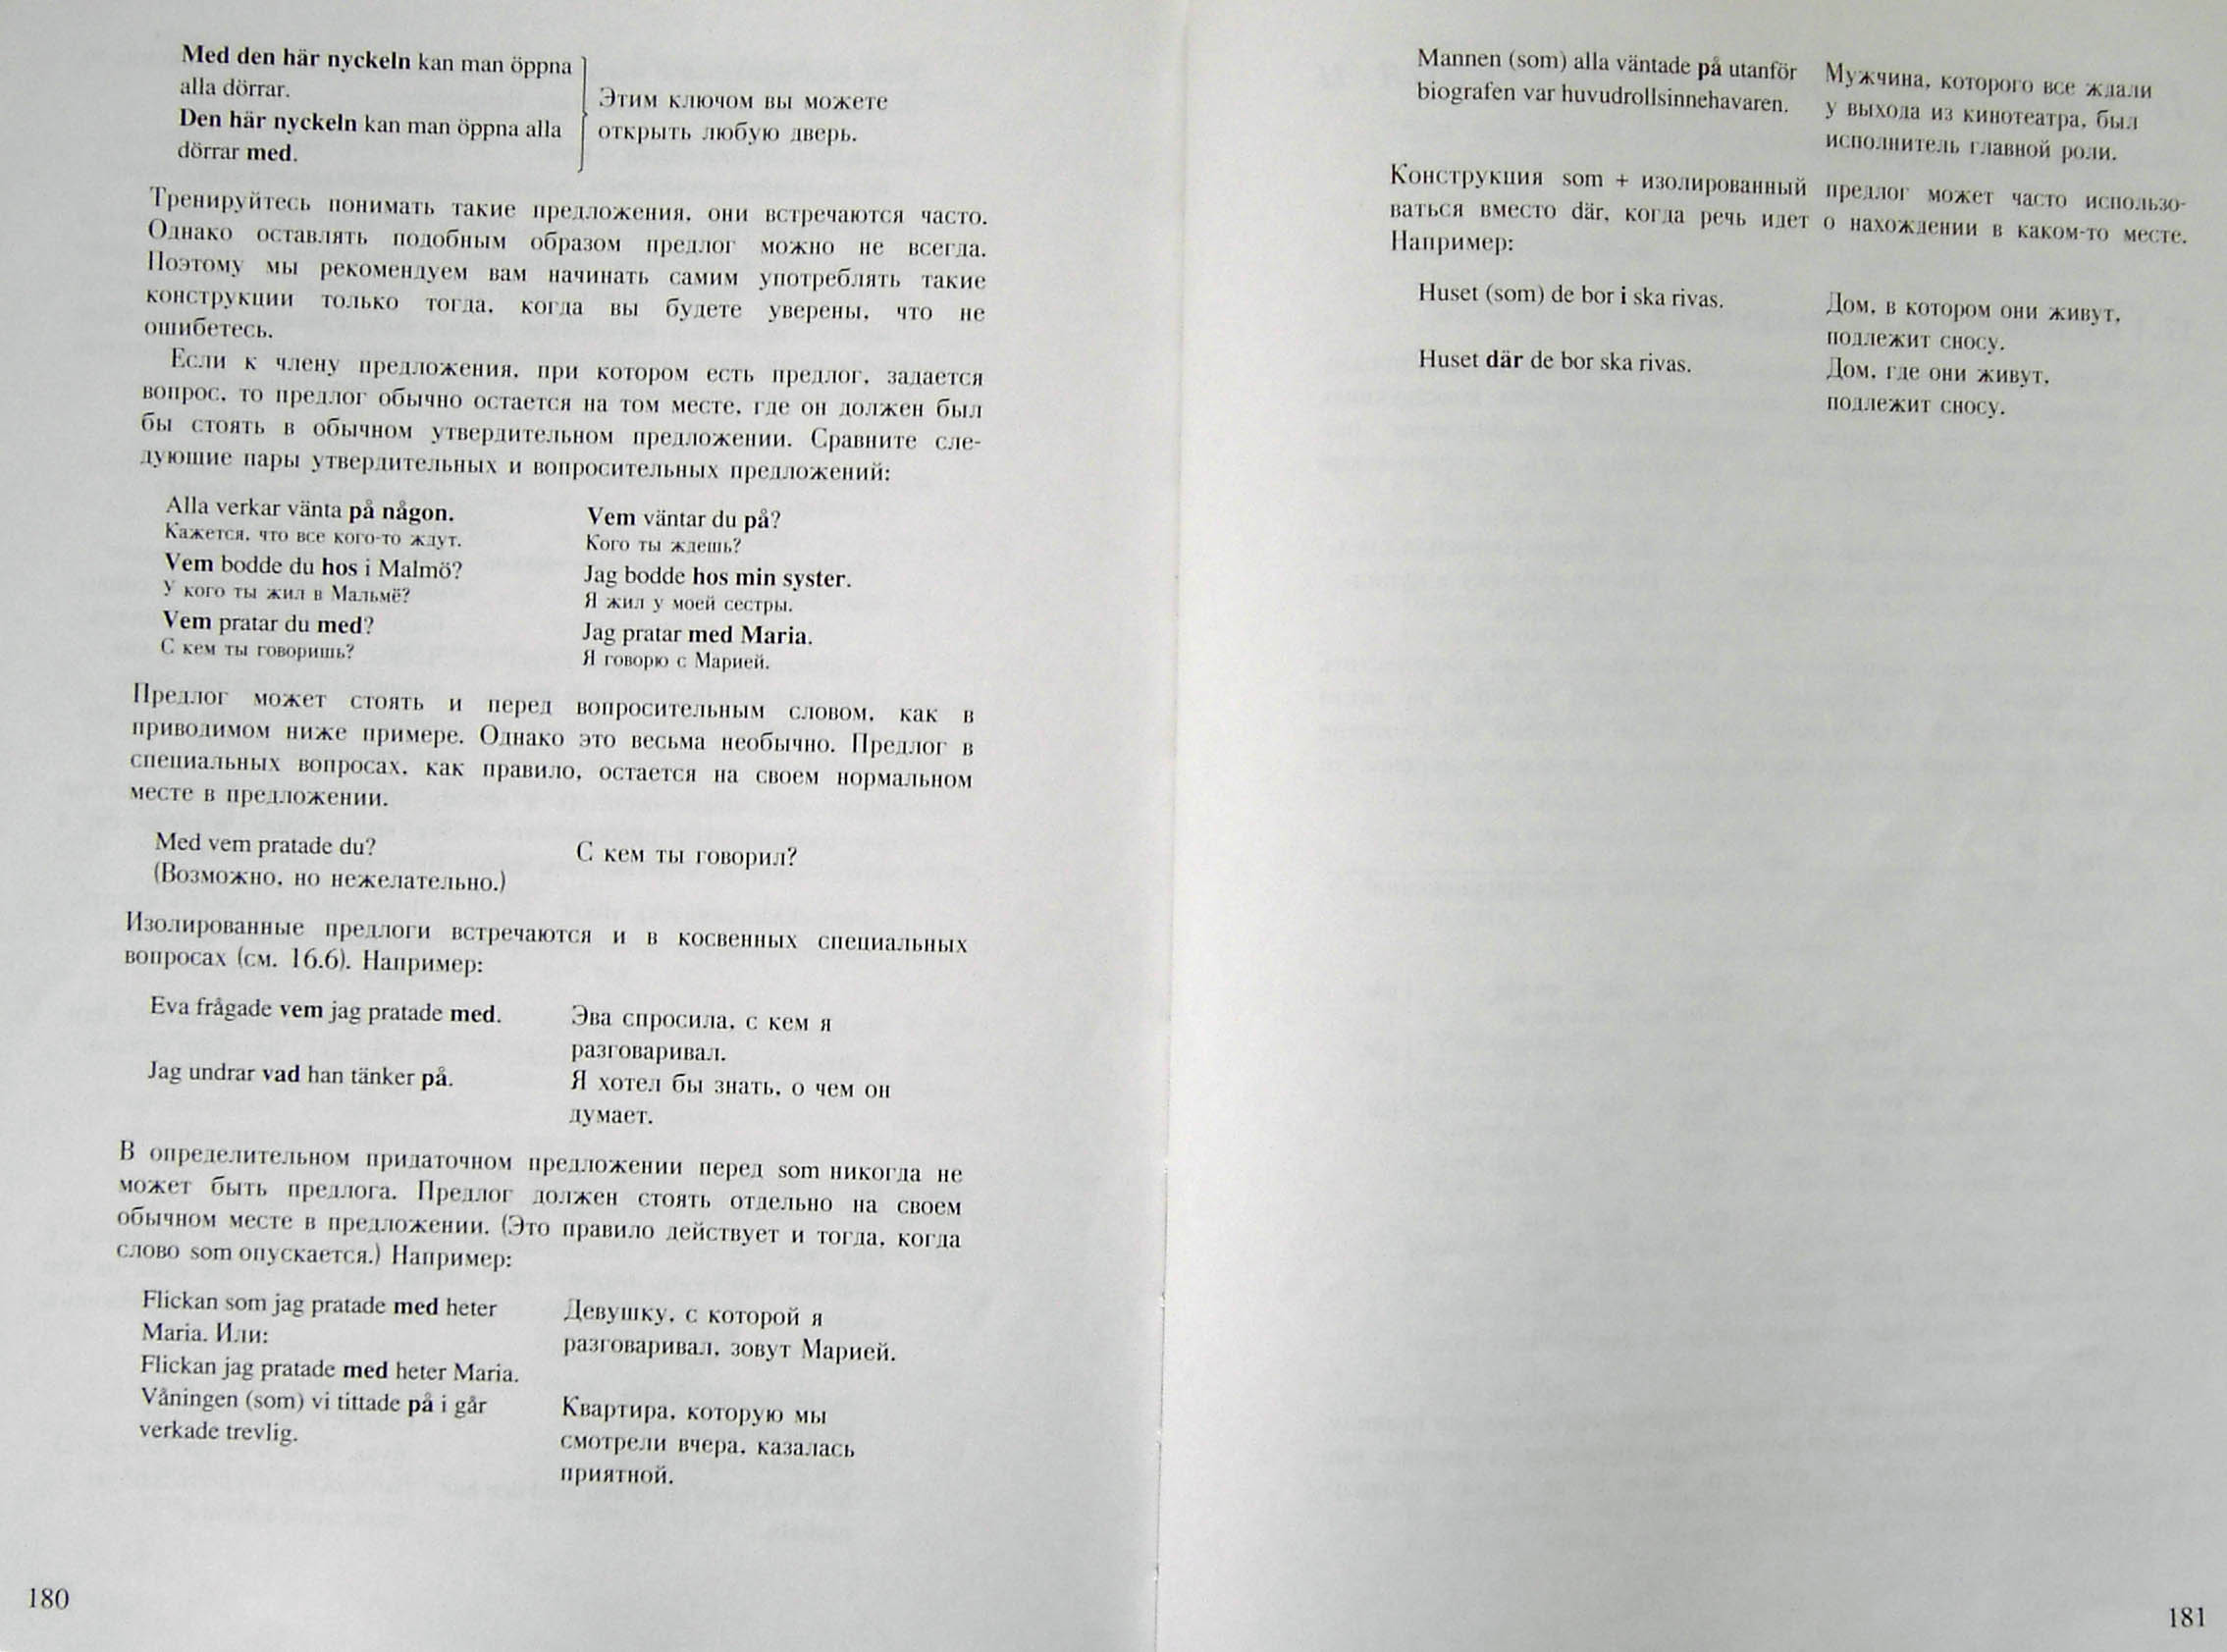 Med den här nyckeln kan man öppna
alla dörrar.
Den här nyckeln kan man öppna alla
dörrar med.
Этим ключом вы можете
открыть любую дверь.
Тренируйтесь понимать такие предложения, они встречаются часто.
Однако оставлять подобным образом предлог можно не всегда.
Поэтому мы рекомендуем вам начинать самим употреблять такие
конструкции только тогда, когда вы будете уверены, что не
ошибетесь.
Если к члену предложения, при котором есть предлог, задается
вопрос, то предлог обычно остается на том месте, где он должен был
бы стоять в обычном утвердительном предложении. Сравните сле-
дующие пары утвердительных и вопросительных предложений:
Alla verkar vänta på någon.
Кажется, что все кого-то ждут.
Vem väntar du på?
Кого ты ждешь?
Vem bodde du hos i Malmö?
У кого ты жил в Мальмё?
Jag bodde hos min syster.
Я жил у моей сестры.
Vem pratar du med?
С кем ты говоришь?
Jag pratar med Maria.
Я говорю с Марией.
Предлог может стоять и перед вопросительным словом, как в
приводимом ниже примере. Однако это весьма необычно. Предлог в
специальных вопросах, как правило, остается на своем нормальном
месте в предложении.
Med vem pratade du?
(Возможно, но нежелательно.)
С кем ты говорил?
Изолированные предлоги встречаются и в косвенных специальных
вопросах (см. 16.6). Например:
Eva frågade vem jag pratade med.
Эва спросила, с кем я
разговаривал.
Jag undrar vad han tänker på.
Я хотел бы знать, о чем он
думает.
В определительном придаточном предложении перед som никогда не
может быть предлога. Предлог должен стоять отдельно на своем
обычном месте в предложении. (Это правило действует и тогда, когда
слово som опускается.) Например:
Flickan som jag pratade med heter
Maria. Или:
Flickan jag pratade med heter Maria.
Девушку, с которой я
разговаривал, зовут Марией.
Våningen (som) vi tittade på i går
verkade trevlig.
Квартира, которую мы
смотрели вчера, казалась
приятной.
180
Mannen (som) alla väntade på utanför
biografen var huvudrollsinnehavaren.
Мужчина, которого все ждали
у выхода из кинотеатра, был
исполнитель главной роли.
Конструкция som + изолированный предлог может часто использо-
ваться вместо där, когда речь идет о нахождении в каком-то месте.
Например:
Huset (som) de bor i ska rivas.
Дом, в котором они живут,
подлежит сносу.
Huset där de bor ska rivas.
Дом, где они живут,
подлежит сносу.
181